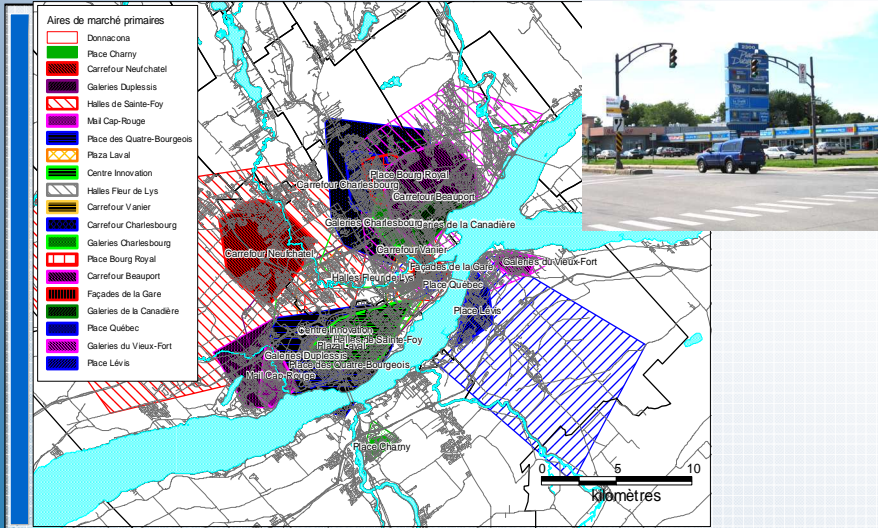 Aires de marché primaires
Donnacona
Place Charny
Carrefour Neufchatel
Galeries Duplessis
Halles de Sainte-Foy
Mail Cap-Rouge
Place des Quatre-Bourgeois
Plaza Laval
Centre Innovation
Halles Fleur de Lys
Carrefour Vanier
Carrefour Charlesbourg
Galeries Charlesbourg
Place Bourg Royal
Carrefour Beauport
Façades de la Gare
Galeries de la Canadière
Place Québec
Galeries du Vieux-Fort
Place Lévis
Place Bourg Royal
Carrefour Charlesbourg
Carrefour Beauport
Galeries Charlesbourg
eries de la Canadière
Carrefour Vanier
Carrefour Neufchatel
Façades de la Gare
Galeries du Vieux-Fort
Halles Fleur de Lys
Place Québec
Place Lévis
Centre Innovation
Halles de Sainte-Foy
Plaza Laval
Galeries Duplessis
Place des Quatre-Bourgeois
Mail Cap-Rouge
Place Charny
0 5 10
kilomètres